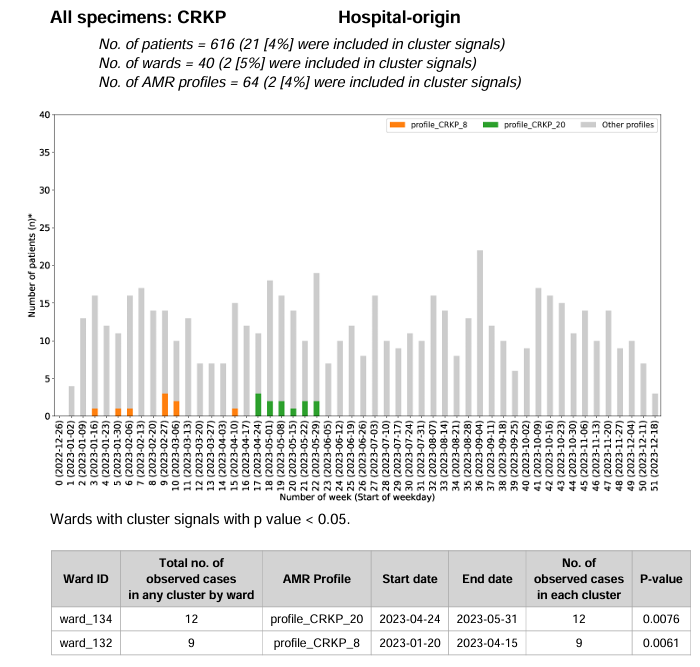 All specimens: CRKP
Hospital-origin
No. of patients = 616 (21 [4%] were included in cluster signals)
No. of wards = 40 (2 [5%] were included in cluster signals)
No. of AMR profiles = 64 (2 [4%] were included in cluster signals)
profile_CRKP_8
profile_CRKP_20
Other profiles
Number of patients (n)*
40
35
30
25
20
15
10
5
0
0 (2022-12-26)
1 (2023-01-02)
2 (2023-01-09)
3 (2023-01-16)
4 (2023-01-23)
5 (2023-01-30)
6 (2023-02-06)
7 (2023-02-13)
8 (2023-02-20)
9 (2023-02-27)
10 (2023-03-06)
11 (2023-03-13)
12 (2023-03-20)
13 (2023-03-27)
14 (2023-04-03)
15 (2023-04-10)
16 (2023-04-17)
17 (2023-04-24)
18 (2023-05-01)
19 (2023-05-08)
20 (2023-05-15)
21 (2023-05-22)
22 (2023-05-29)
23 (2023-06-05)
24 (2023-06-12)
25 (2023-06-19)
26 (2023-06-26)
27 (2023-07-03)
28 (2023-07-10)
29 (2023-07-17)
30 (2023-07-24)
31 (2023-07-31)
32 (2023-08-07)
33 (2023-08-14)
34 (2023-08-21)
35 (2023-08-28)
36 (2023-09-04)
37 (2023-09-11)
38 (2023-09-18)
39 (2023-09-25)
40 (2023-10-02)
41 (2023-10-09)
42 (2023-10-16)
43 (2023-10-23)
44 (2023-10-30)
45 (2023-11-06)
46 (2023-11-13)
47 (2023-11-20)
48 (2023-11-27)
49 (2023-12-04)
50 (2023-12-11)
51 (2023-12-18)
Number of week (Start of weekday)
Wards with cluster signals with p value < 0.05.
Ward ID
Total no. of
observed cases
in any cluster by ward
AMR Profile
Start date
End date
No. of
observed cases
in each cluster
P-value
ward_134 12 profile_CRKP_20 2023-04-24 2023-05-31 12 0.0076
ward_132 9 profile_CRKP_8 2023-01-20 2023-04-15 9 0.0061